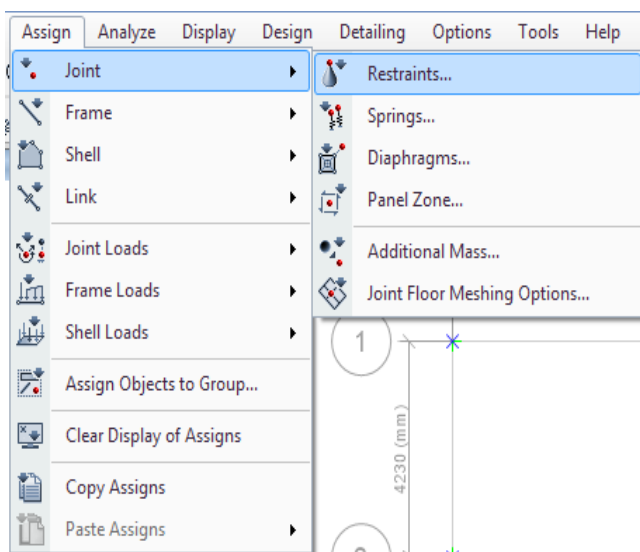 Assign Analyze Display Design Detailing Options Tools Help
Joint
Frame
Shell
Link
Joint Loads
Frame Loads
Shell Loads
Assign Objects to Group...
Clear Display of Assigns
Copy Assigns
Paste Assigns
Restraints...
Springs...
Diaphragms...
Panel Zone...
Additional Mass...
Joint Floor Meshing Options...
1
4230 (mm)